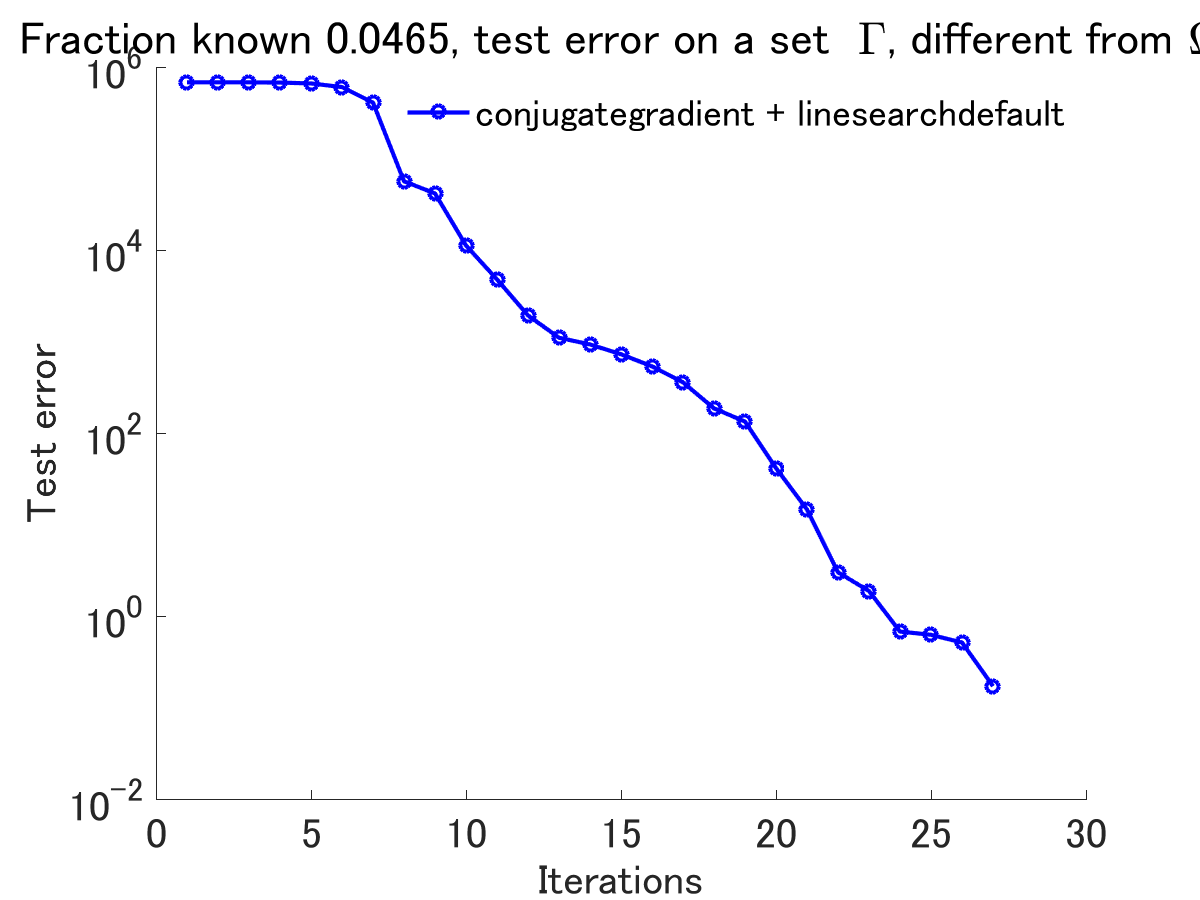 Fraction known 0.0465, test error on a set Γ, different from
conjugategradient + linesearchdefault
Test error
10^6
10^4
10^2
10^0
10^-2
0 5 10 15 20 25 30
Iterations